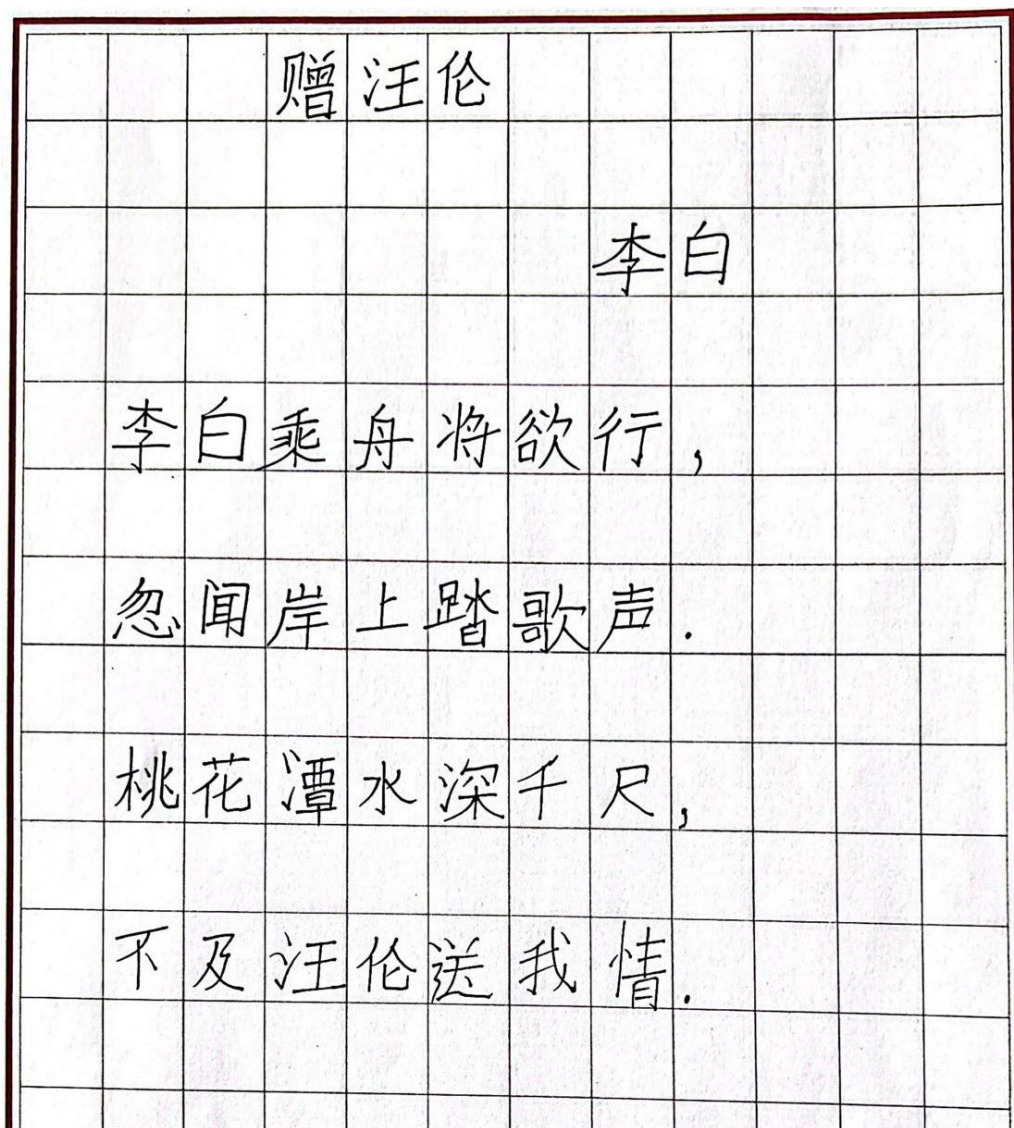 赠汪伦
李白
李白乘舟将欲行,
忽闻岸上踏歌声.
桃花潭水深千尺,
不及汪伦送我情.